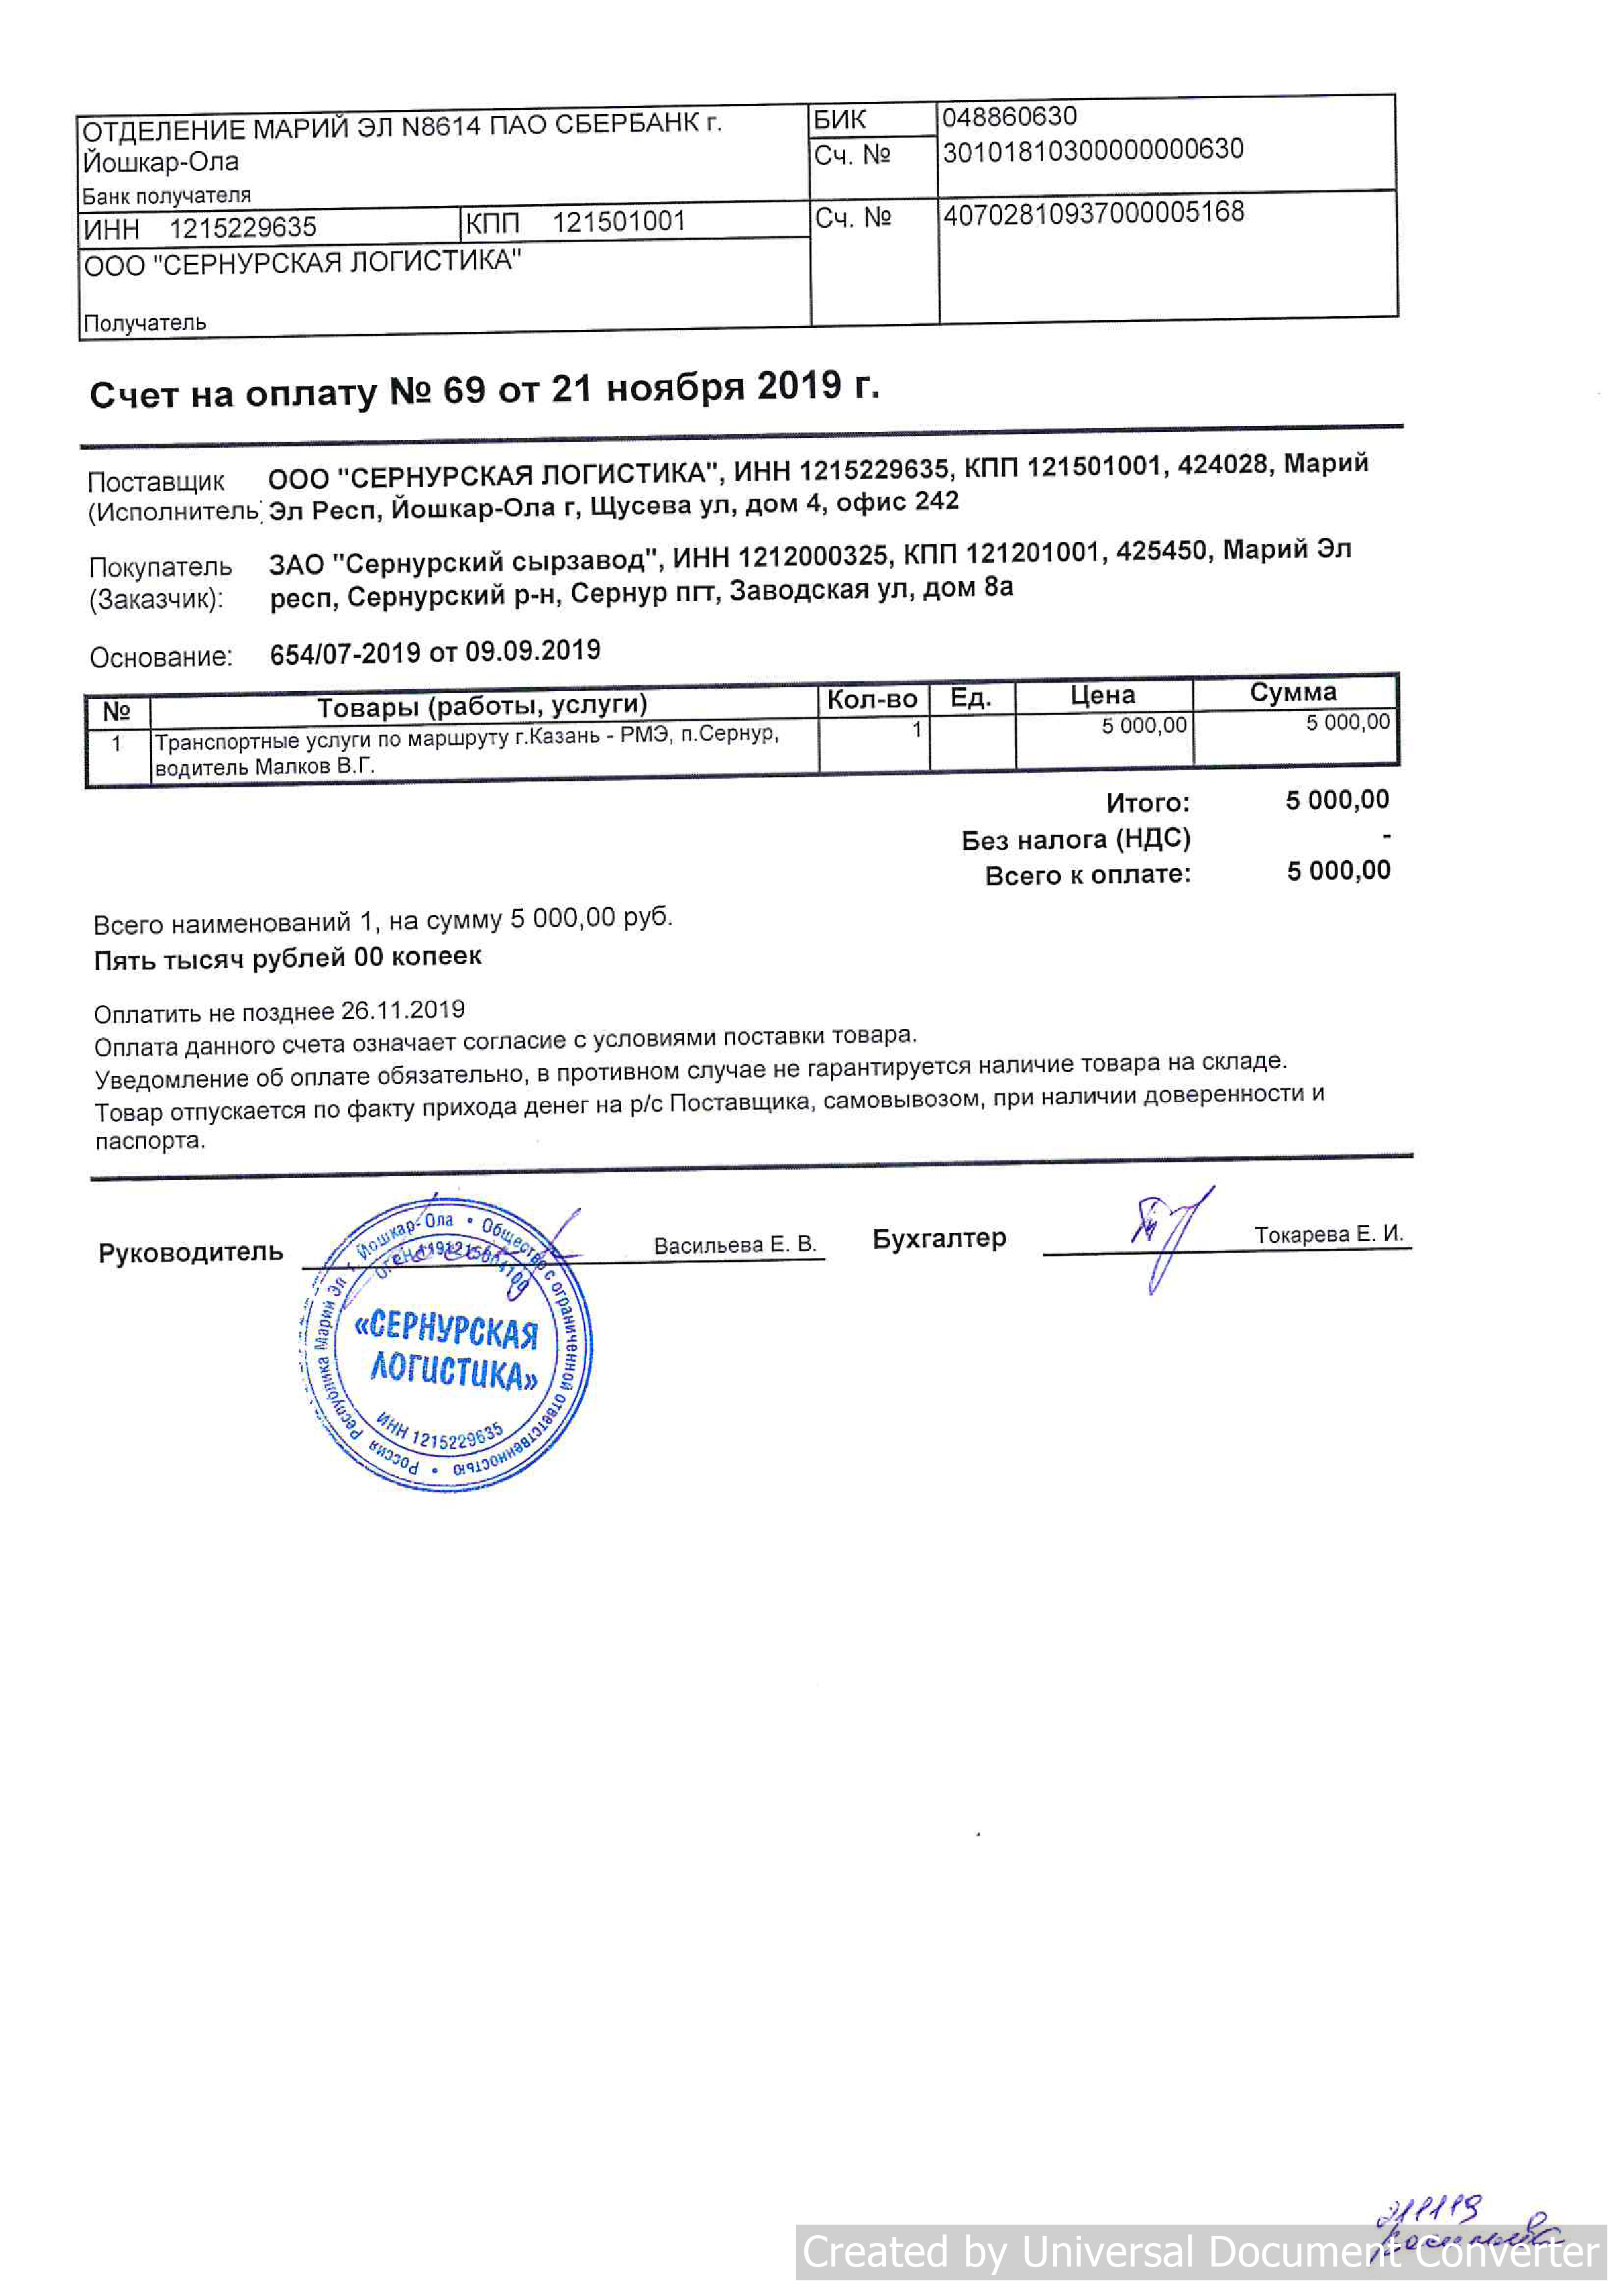 ОТДЕЛЕНИЕ МАРИЙ ЭЛ N8614 ПАО СБЕРБАНК г. БИК 048860630
Йошкар-Ола Сч. № 30101810300000000630
Банк получателя
ИНН 1215229635 КПП 121501001 Сч. № 40702810937000005168
ООО "СЕРНУРСКАЯ ЛОГИСТИКА"
Получатель
Счет на оплату № 69 от 21 ноября 2019 г.
Поставщик ООО "СЕРНУРСКАЯ ЛОГИСТИКА", ИНН 1215229635, КПП 121501001, 424028, Марий
(Исполнитель Эл Респ, Йошкар-Ола г, Щусева ул, дом 4, офис 242
Покупатель ЗАО "Сернурский сырзавод", ИНН 1212000325, КПП 121201001, 425450, Марий Эл
(Заказчик): респ, Сернурский р-н, Сернур пгт, Заводская ул, дом 8а
Основание: 654/07-2019 от 09.09.2019
№ Товары (работы, услуги) Кол-во Ед. Цена Сумма
1 Транспортные услуги по маршруту г.Казань - РМЭ, п.Сернур, 1 5 000,00 5 000,00
водитель Малков В.Г.
Итого: 5 000,00
Без налога (НДС) -
Всего к оплате: 5 000,00
Всего наименований 1, на сумму 5 000,00 руб.
Пять тысяч рублей 00 копеек
Оплатить не позднее 26.11.2019
Оплата данного счета означает согласие с условиями поставки товара.
Уведомление об оплате обязательно, в противном случае не гарантируется наличие товара на складе.
Товар отпускается по факту прихода денег на р/с Поставщика, самовывозом, при наличии доверенности и
паспорта.
Руководитель Васильева Е. В. Бухгалтер Токарева Е. И.
Россия Республика Марий Эл г. Йошкар-Ола • Общество с ограниченной ответственностью •
ОГРН 1191215004109
«СЕРНУРСКАЯ
ЛОГИСТИКА»
ИНН 1215229635
211119
Created by Universal Document Converter